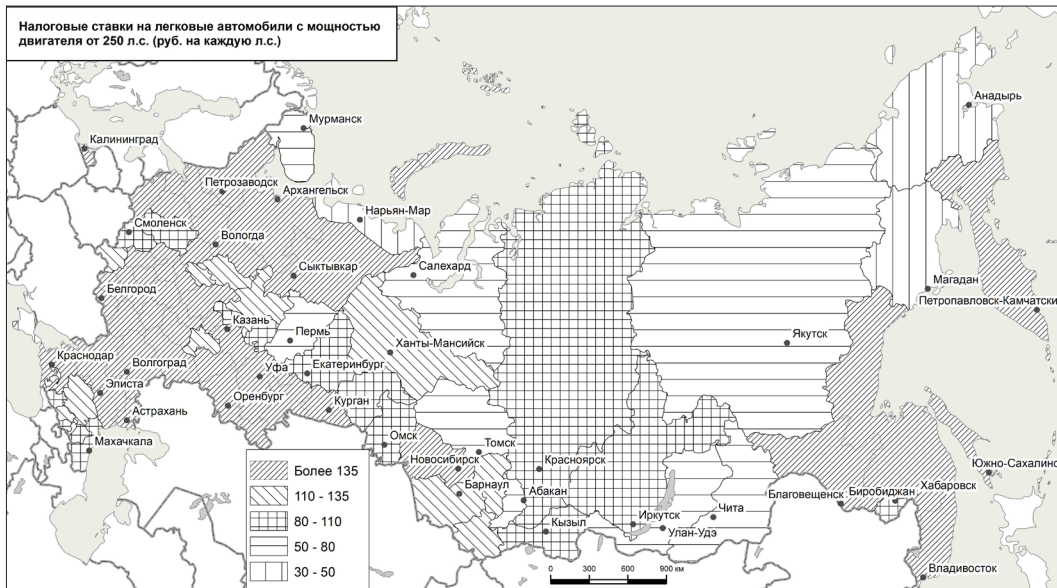 Налоговые ставки на легковые автомобили с мощностью
двигателя от 250 л.с. (руб. на каждую л.с.)
Анадырь
Мурманск
Калининград
Петрозаводск
Архангельск
Нарьян-Мар
Смоленск
Вологда
Сыктывкар
Салехард
Магадан
Белгород
Петропавловск-Камчатски
Казань
Пермь
Якутск
Ханты-Мансийск
Краснодар
Волгоград
Уфа
Екатеринбург
Элиста
Оренбург
Курган
Астрахань
Омск
Махачкала
Томск
Новосибирск
Красноярск
Южно-Сахалинс
Барнаул
Абакан
Благовещенск
Биробиджан
Хабаровск
Иркутск
Чита
Кызыл
Улан-Удэ
Владивосток
Более 135
110 - 135
80 - 110
50 - 80
30 - 50
0 300 600 900 км